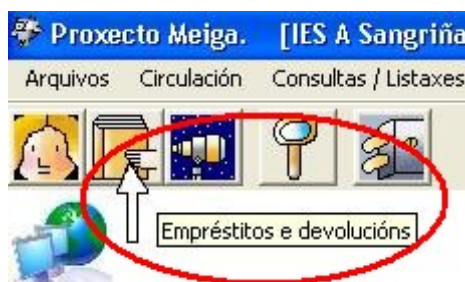 Proxecto Meiga. [IES A Sangriña
Arquivos Circulación Consultas / Listaxes
Empréstitos e devolucións